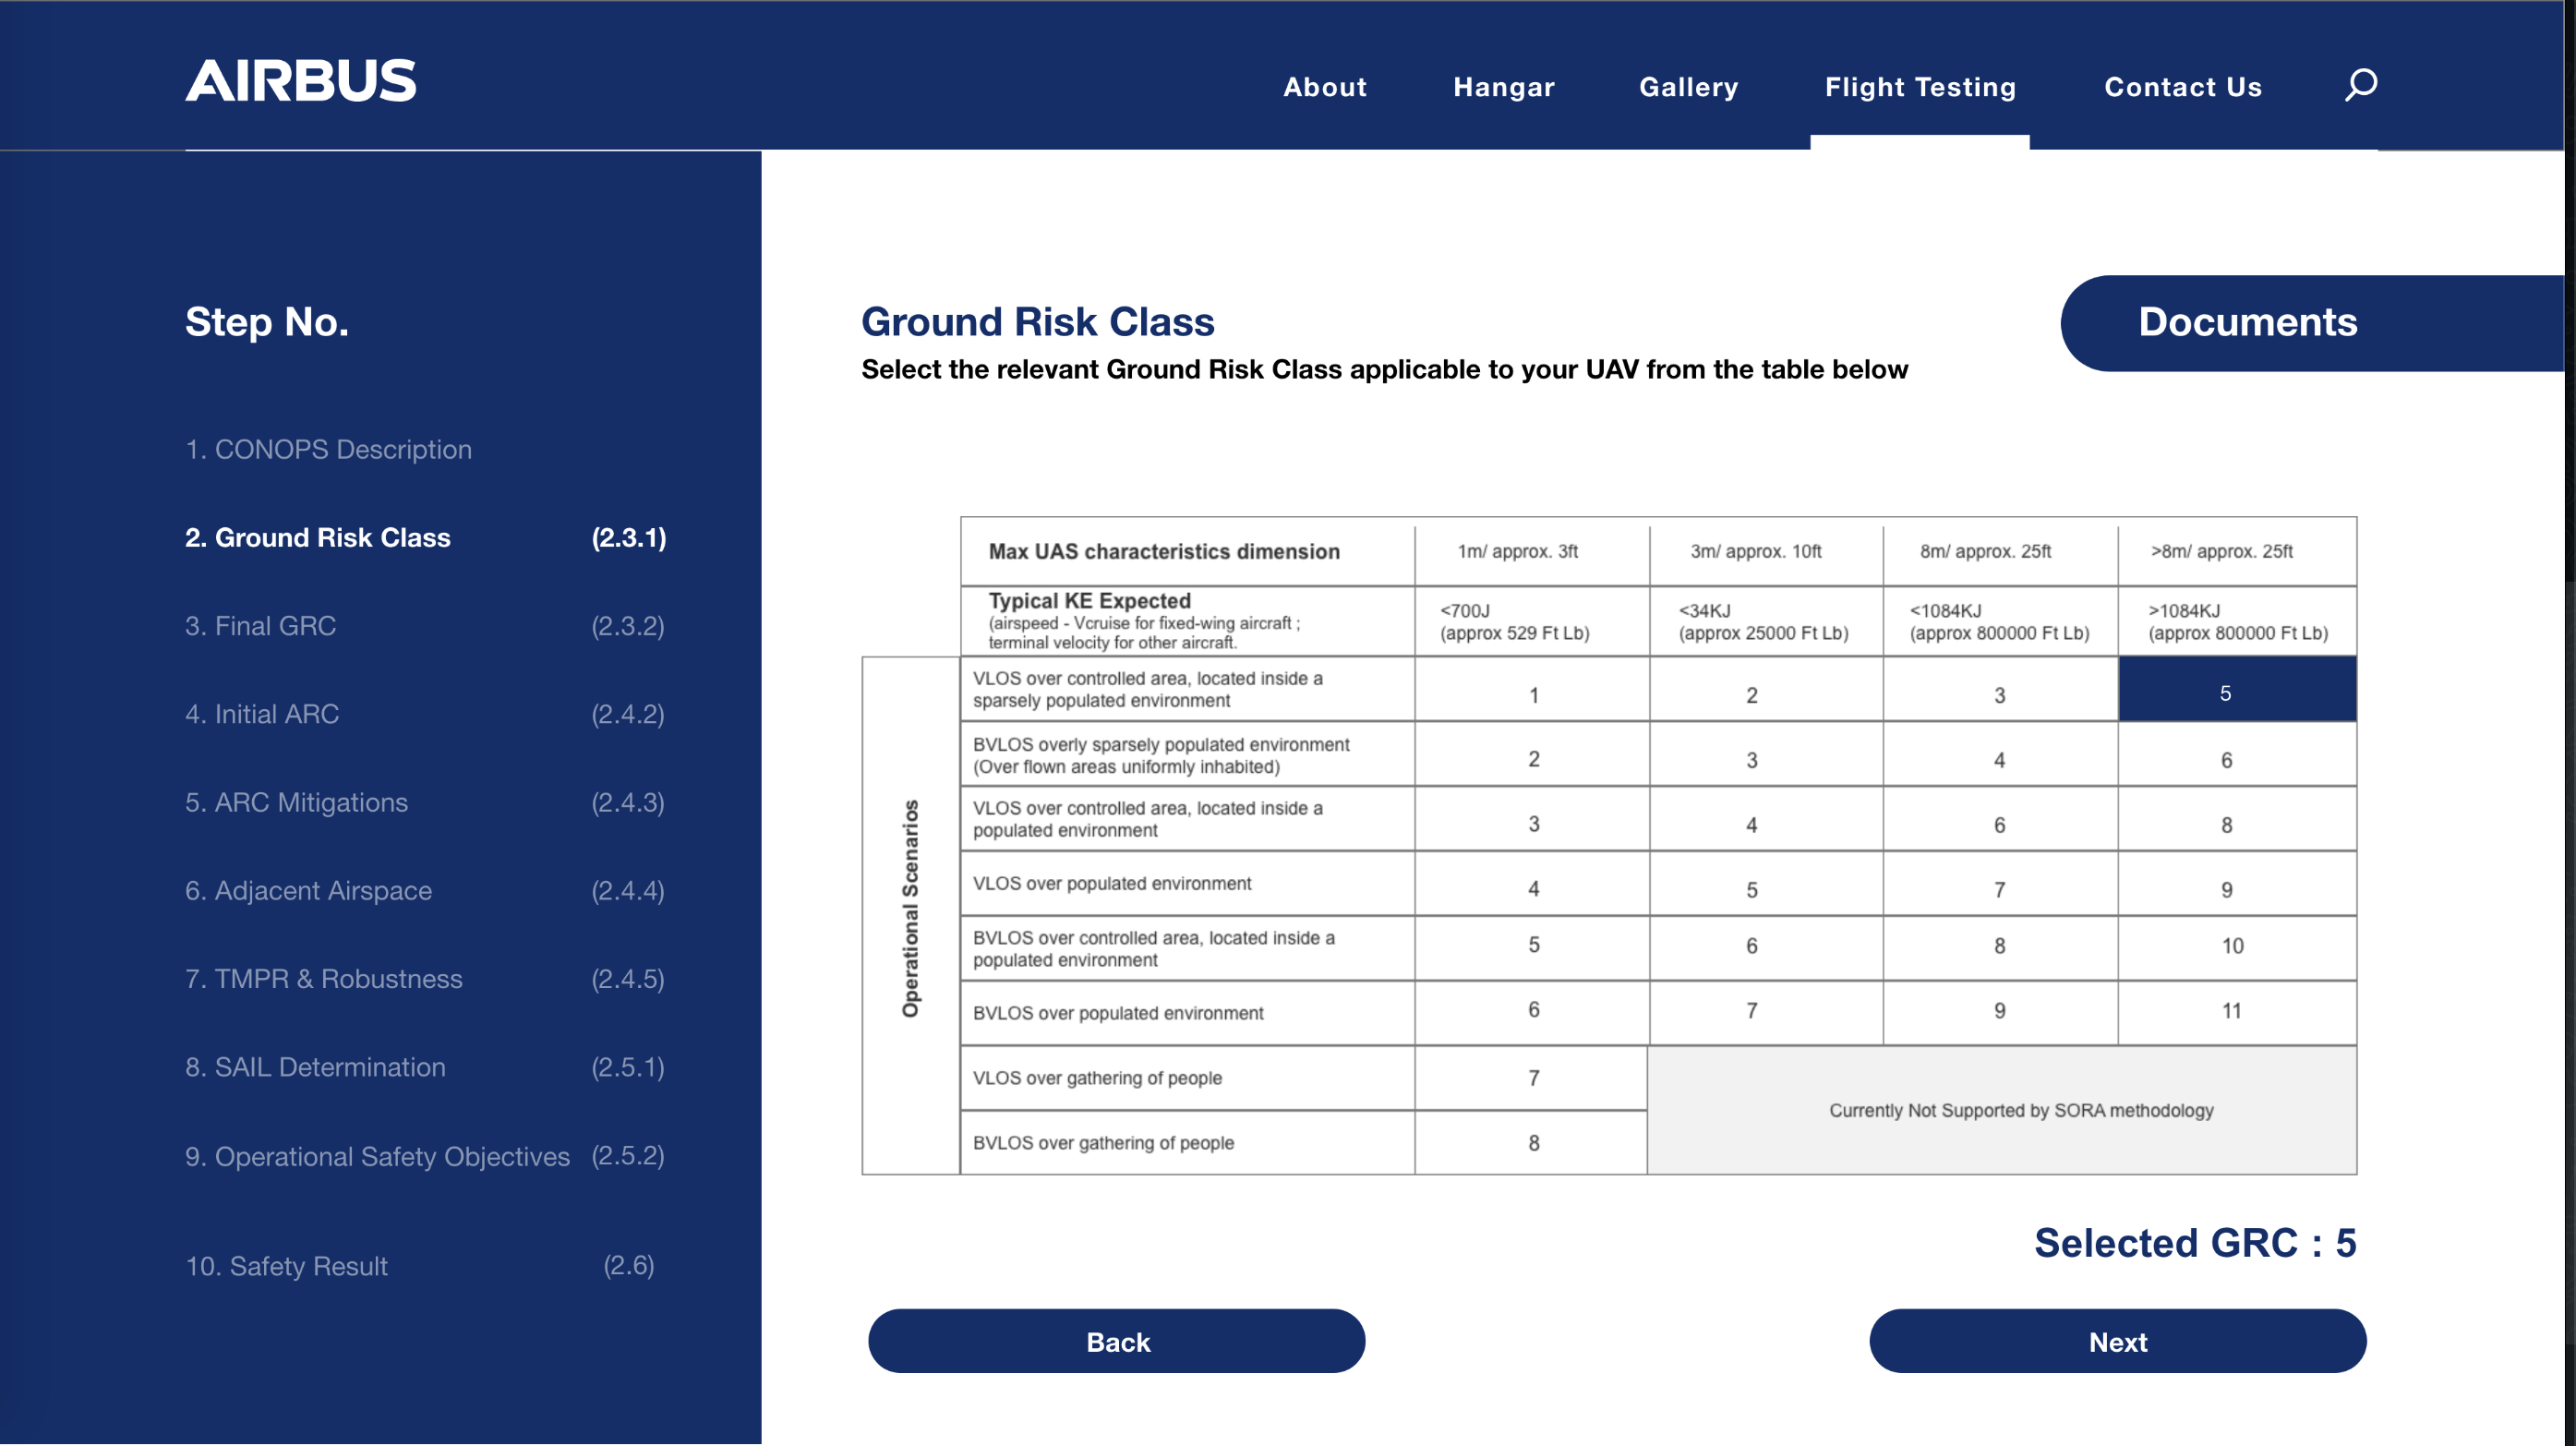 AIRBUS
About
Hangar
Gallery
Flight Testing
Contact Us
Step No.
1. CONOPS Description
2. Ground Risk Class (2.3.1)
3. Final GRC (2.3.2)
4. Initial ARC (2.4.2)
5. ARC Mitigations (2.4.3)
6. Adjacent Airspace (2.4.4)
7. TMPR & Robustness (2.4.5)
8. SAIL Determination (2.5.1)
9. Operational Safety Objectives (2.5.2)
10. Safety Result (2.6)
Ground Risk Class
Select the relevant Ground Risk Class applicable to your UAV from the table below
Documents
Max UAS characteristics dimension
1m/ approx. 3ft
3m/ approx. 10ft
8m/ approx. 25ft
>8m/ approx. 25ft
Typical KE Expected
(airspeed - Vcruise for fixed-wing aircraft ;
terminal velocity for other aircraft.
<700J
(approx 529 Ft Lb)
<34KJ
(approx 25000 Ft Lb)
<1084KJ
(approx 800000 Ft Lb)
>1084KJ
(approx 800000 Ft Lb)
Operational Scenarios
VLOS over controlled area, located inside a
sparsely populated environment
1
2
3
5
BVLOS overly sparsely populated environment
(Over flown areas uniformly inhabited)
2
3
4
6
VLOS over controlled area, located inside a
populated environment
3
4
6
8
VLOS over populated environment
4
5
7
9
BVLOS over controlled area, located inside a
populated environment
5
6
8
10
BVLOS over populated environment
6
7
9
11
VLOS over gathering of people
7
Currently Not Supported by SORA methodology
BVLOS over gathering of people
8
Selected GRC : 5
Back
Next